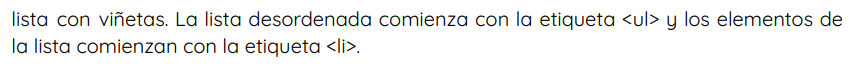 lista con viñetas. La lista desordenada comienza con la etiqueta <ul> y los elementos de
la lista comienzan con la etiqueta <li>.